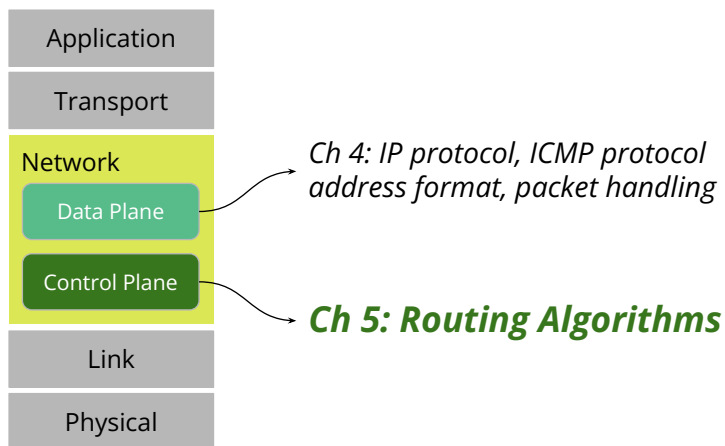 Application
Transport
Network
Data Plane
Control Plane
Link
Physical
Ch 4: IP protocol, ICMP protocol
address format, packet handling
Ch 5: Routing Algorithms